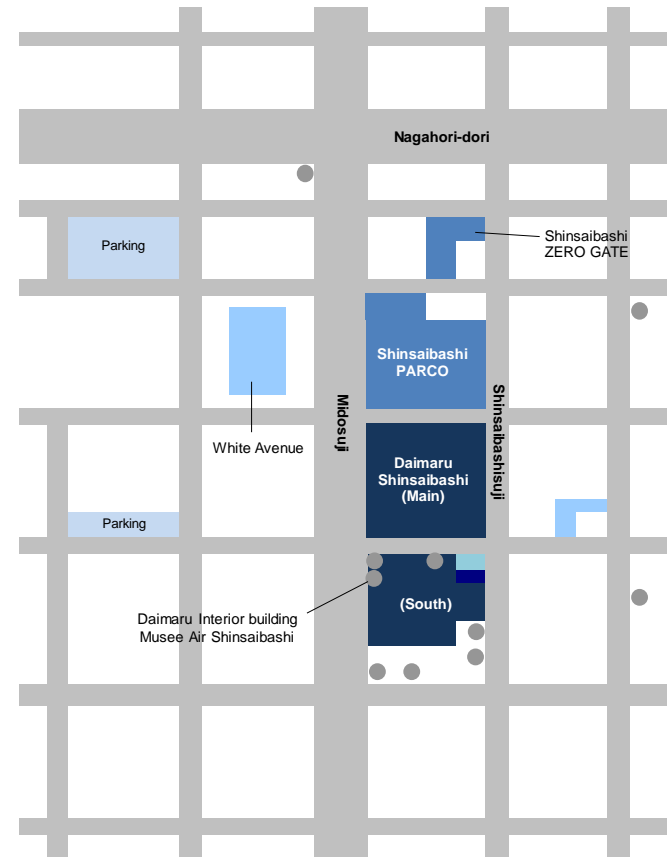 Nagahori-dori
Parking
Shinsaibashi
ZERO GATE
Shinsaibashi
PARCO
Midosuji
Shinsaibashisuji
White Avenue
Daimaru
Shinsaibashi
(Main)
Parking
(South)
Daimaru Interior building
Musee Air Shinsaibashi